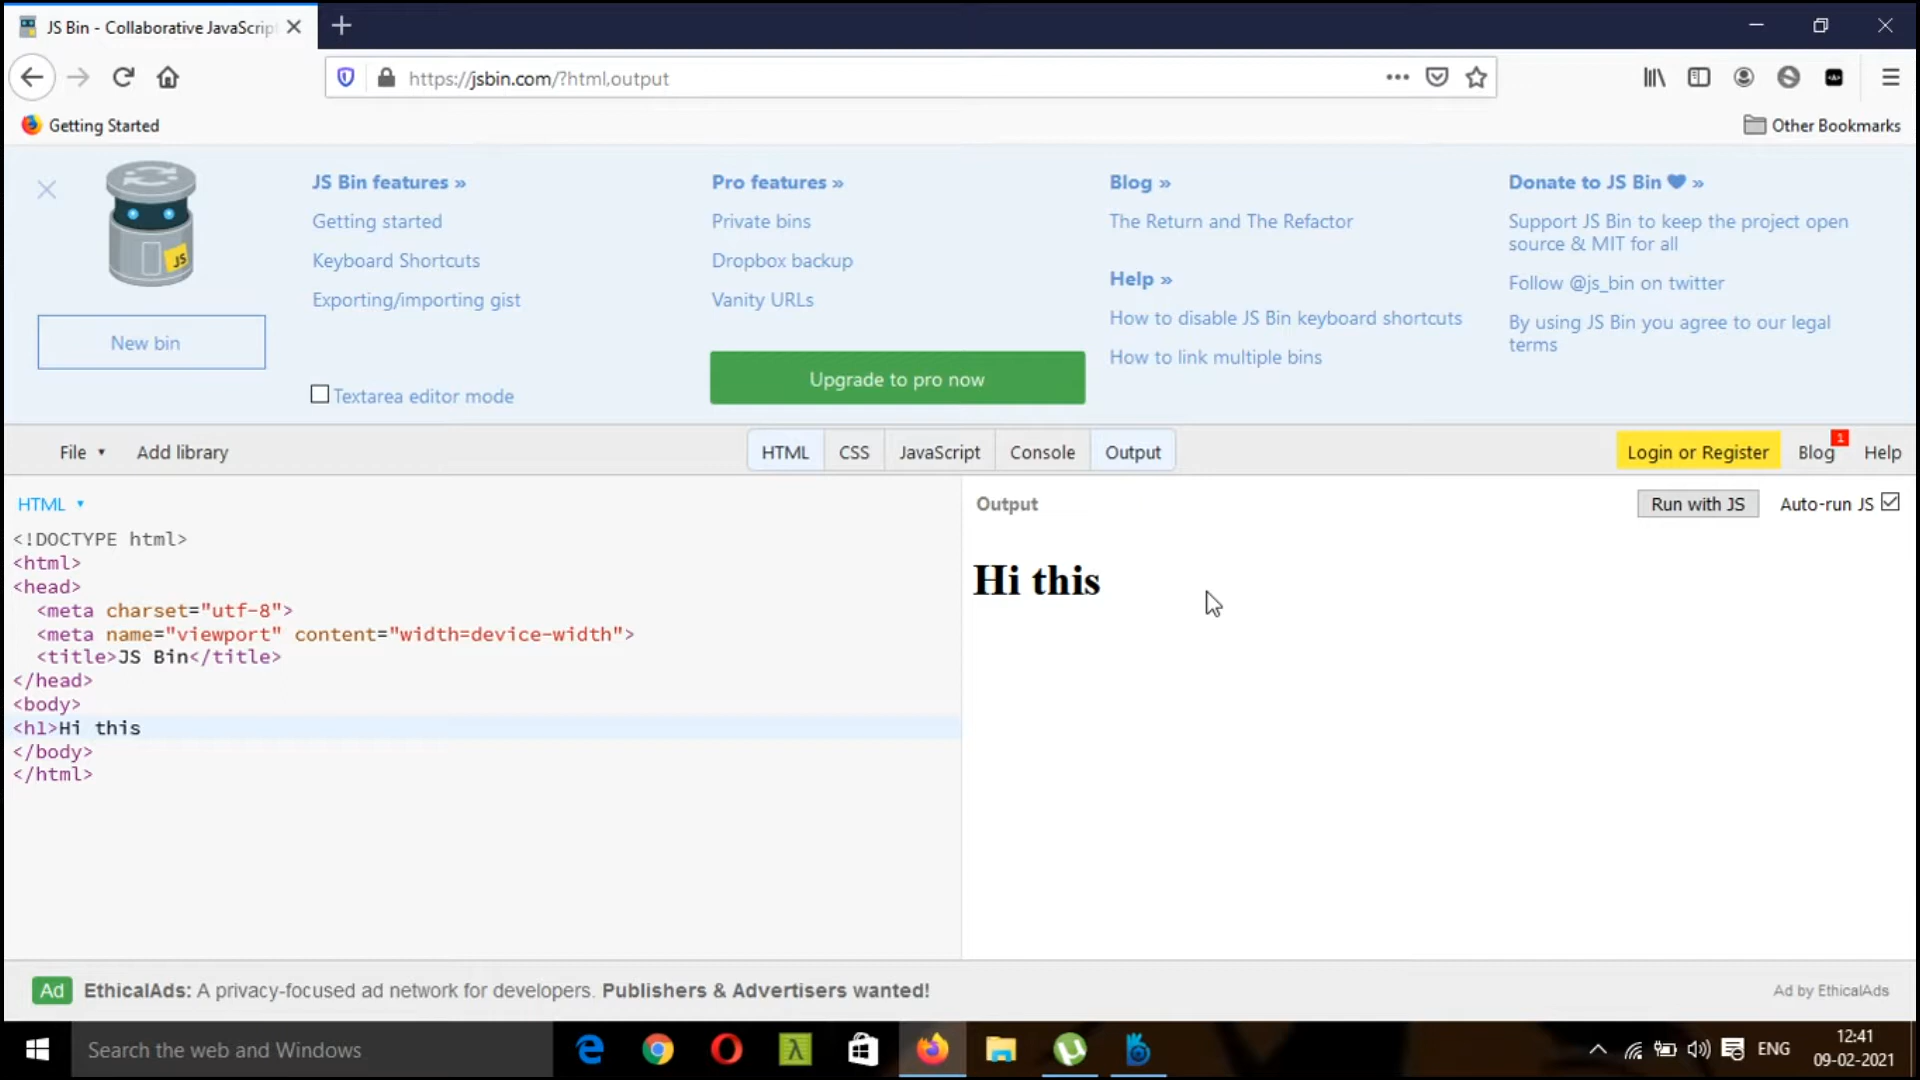 JS Bin - Collaborative JavaScrip
https://jsbin.com/?html,output
Getting Started
Other Bookmarks
JS
New bin
JS Bin features »
Getting started
Keyboard Shortcuts
Exporting/importing gist
Textarea editor mode
Pro features »
Private bins
Dropbox backup
Vanity URLs
Upgrade to pro now
Blog »
The Return and The Refactor
Help »
How to disable JS Bin keyboard shortcuts
How to link multiple bins
Donate to JS Bin ♥ »
Support JS Bin to keep the project open
source & MIT for all
Follow @js_bin on twitter
By using JS Bin you agree to our legal
terms
File ▾ Add library
HTML CSS JavaScript Console Output
Login or Register Blog 1 Help
HTML ▾
<!DOCTYPE html>
<html>
<head>
  <meta charset="utf-8">
  <meta name="viewport" content="width=device-width">
  <title>JS Bin</title>
</head>
<body>
<h1>Hi this
</body>
</html>
Output
Run with JS Auto-run JS
Hi this
Ad EthicalAds: A privacy-focused ad network for developers. Publishers & Advertisers wanted!
Ad by EthicalAds
Search the web and Windows
ENG
12:41
09-02-2021